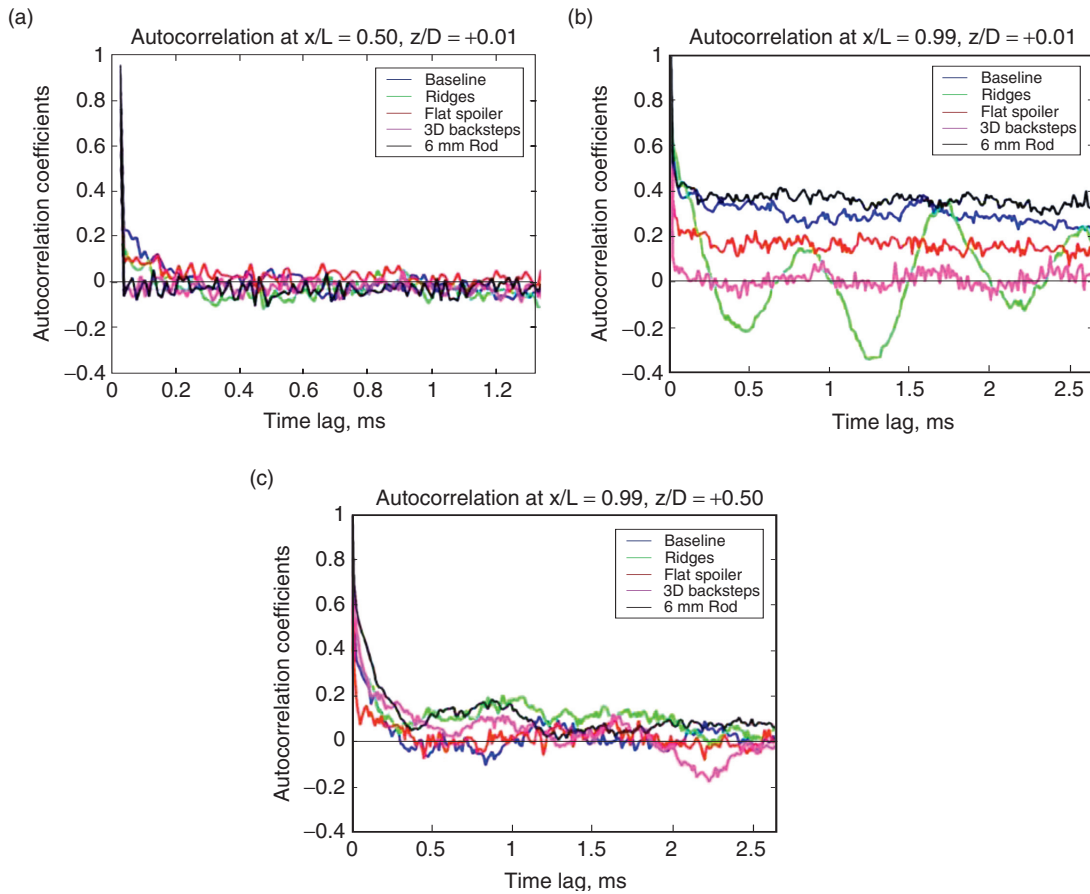 (a)
Autocorrelation at x/L = 0.50, z/D = +0.01
Autocorrelation coefficients
1
0.8
0.6
0.4
0.2
0
−0.2
−0.4
Baseline
Ridges
Flat spoiler
3D backsteps
6 mm Rod
0 0.2 0.4 0.6 0.8 1 1.2
Time lag, ms
(b)
Autocorrelation at x/L = 0.99, z/D = +0.01
Autocorrelation coefficients
1
0.8
0.6
0.4
0.2
0
−0.2
−0.4
Baseline
Ridges
Flat spoiler
3D backsteps
6 mm Rod
0 0.5 1 1.5 2 2.5
Time lag, ms
(c)
Autocorrelation at x/L = 0.99, z/D = +0.50
Autocorrelation coefficients
1
0.8
0.6
0.4
0.2
0
−0.2
−0.4
Baseline
Ridges
Flat spoiler
3D backsteps
6 mm Rod
0 0.5 1 1.5 2 2.5
Time lag, ms